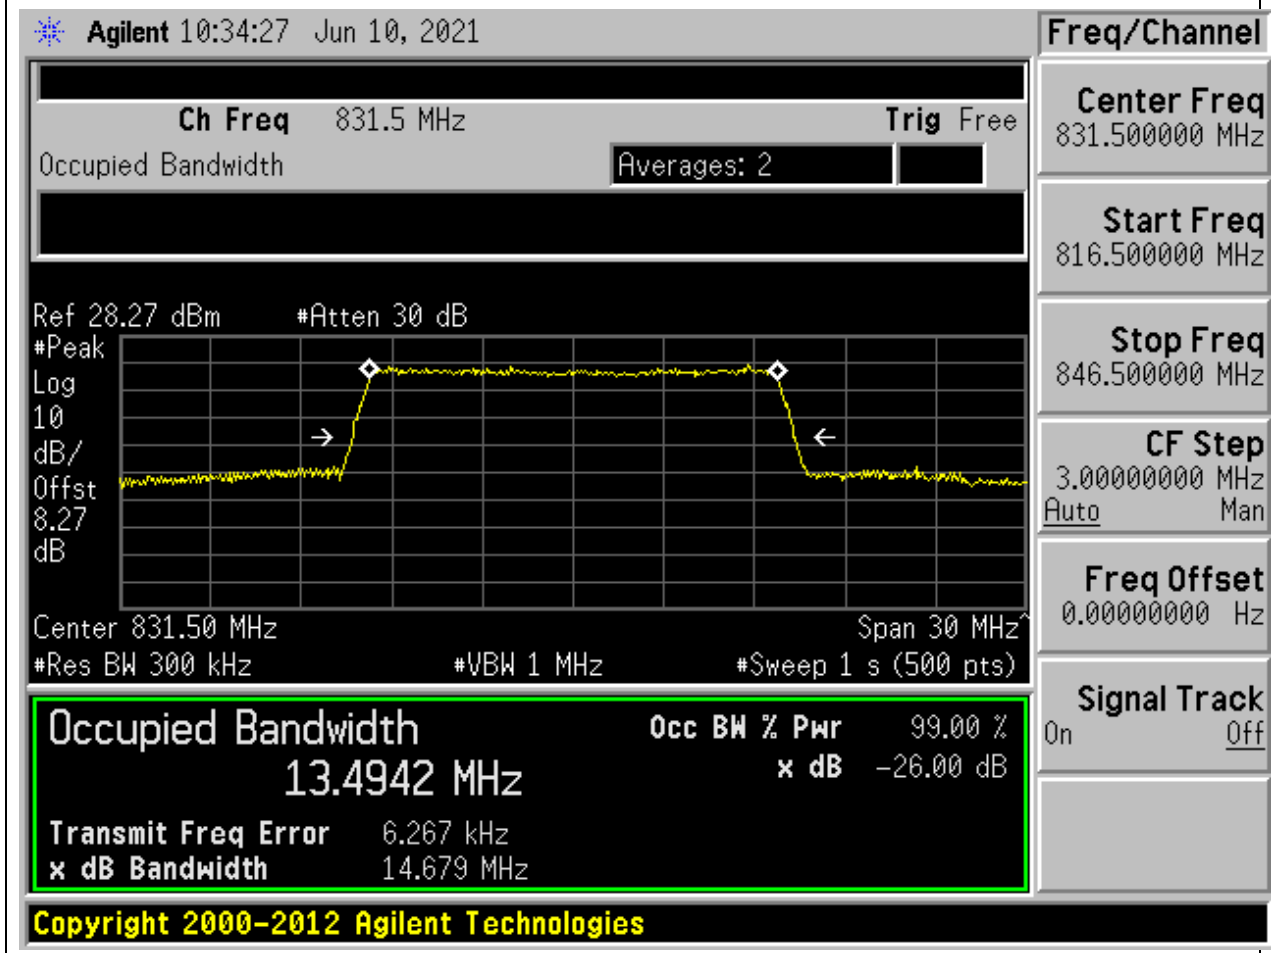 Agilent 10:34:27 Jun 10, 2021
Freq/Channel
Ch Freq 831.5 MHz Trig Free
Occupied Bandwidth Averages: 2
Center Freq
831.500000 MHz
Start Freq
816.500000 MHz
Stop Freq
846.500000 MHz
CF Step
3.00000000 MHz
Auto Man
Freq Offset
0.00000000 Hz
Signal Track
On Off
Ref 28.27 dBm #Atten 30 dB
#Peak
Log
10
dB/
Offst
8.27
dB
Center 831.50 MHz Span 30 MHz^
#Res BW 300 kHz #VBW 1 MHz #Sweep 1 s (500 pts)
Occupied Bandwidth Occ BW % Pwr 99.00 %
13.4942 MHz x dB -26.00 dB
Transmit Freq Error 6.267 kHz
x dB Bandwidth 14.679 MHz
Copyright 2000-2012 Agilent Technologies